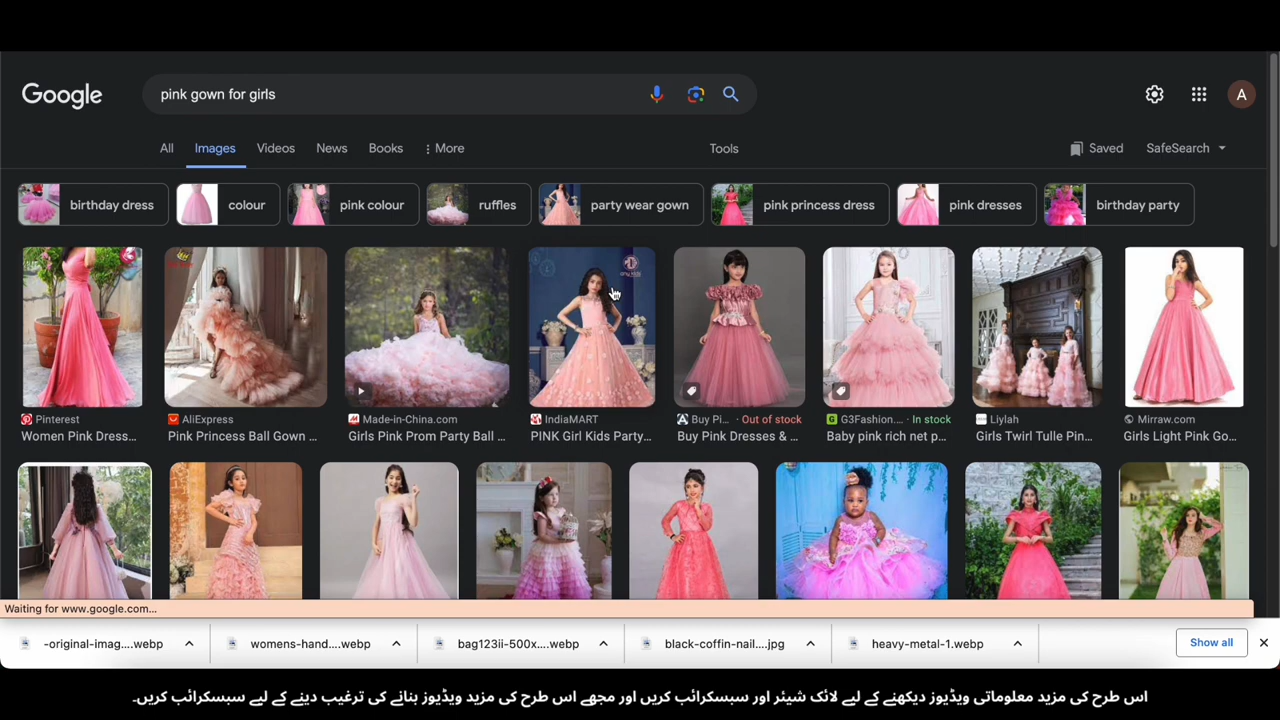 Google
pink gown for girls
A
All
Images
Videos
News
Books
More
Tools
Saved
SafeSearch
birthday dress
colour
pink colour
ruffles
party wear gown
pink princess dress
pink dresses
birthday party
Pinterest
Women Pink Dress...
AliExpress
Pink Princess Ball Gown ...
Made-in-China.com
Girls Pink Prom Party Ball ...
IndiaMART
PINK Girl Kids Party...
Buy Pi... · Out of stock
Buy Pink Dresses & ...
G3Fashion.... · In stock
Baby pink rich net p...
Liylah
Girls Twirl Tulle Pin...
Mirraw.com
Girls Light Pink Go...
Waiting for www.google.com...
-original-imag....webp
womens-hand....webp
bag123ii-500x....webp
black-coffin-nail....jpg
heavy-metal-1.webp
Show all
اس طرح کی مزید معلوماتی ویڈیوز دیکھنے کے لیے لائک شیئر اور سبسکرائب کریں اور مجھے اس طرح کی مزید ویڈیوز بنانے کی ترغیب دینے کے لیے سبسکرائب کریں۔